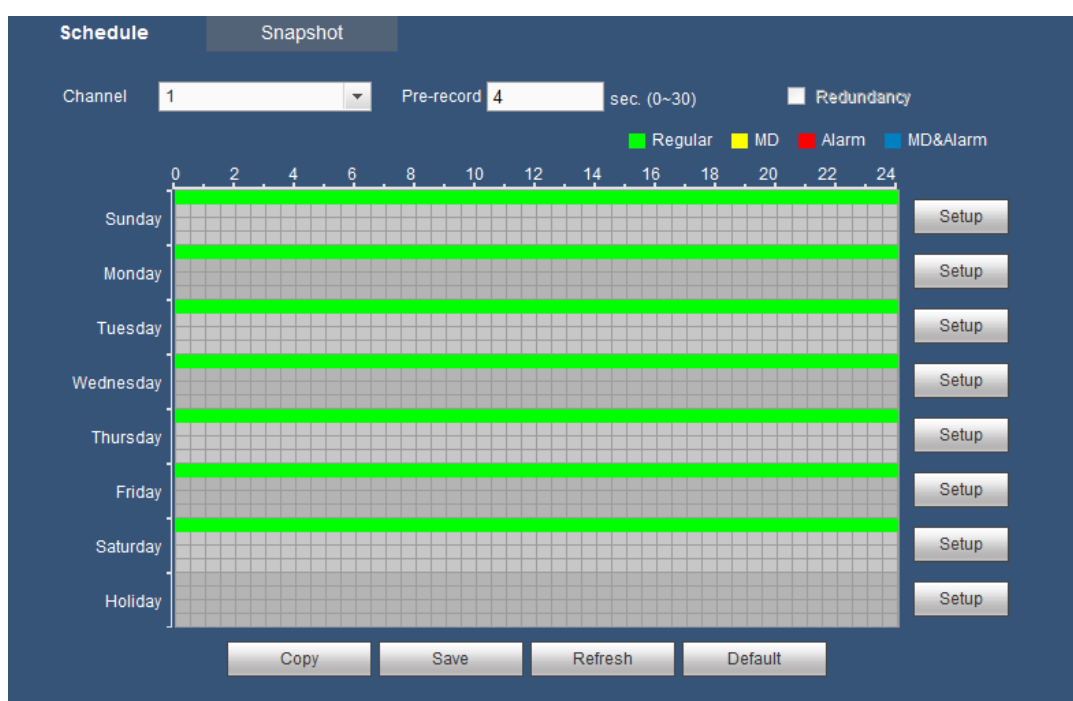 Schedule Snapshot
Channel 1 Pre-record 4 sec. (0~30) Redundancy
Regular MD Alarm MD&Alarm
0 2 4 6 8 10 12 14 16 18 20 22 24
Sunday Setup
Monday Setup
Tuesday Setup
Wednesday Setup
Thursday Setup
Friday Setup
Saturday Setup
Holiday Setup
Copy Save Refresh Default